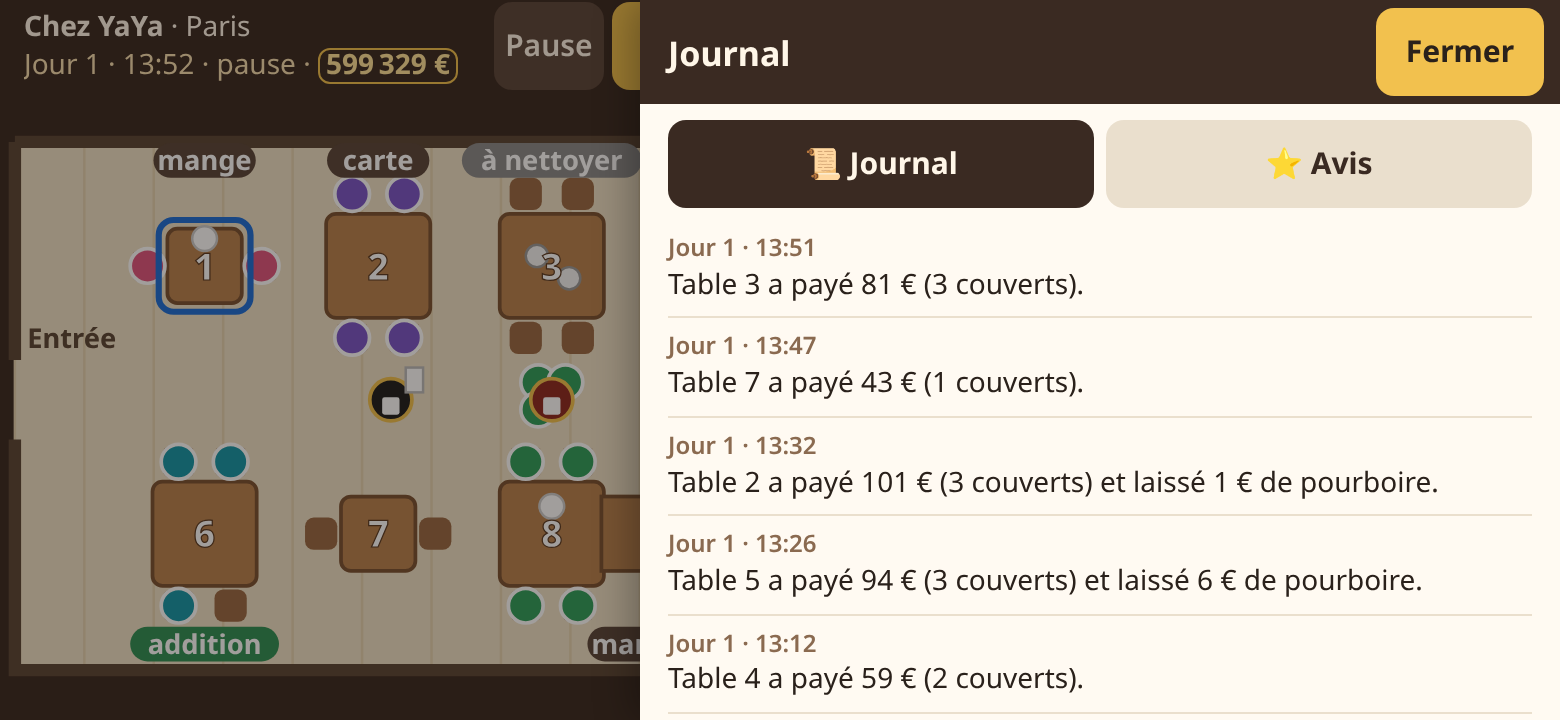 Chez YaYa · Paris
Jour 1 · 13:52 · pause · 599 329 €
Pause
mange
carte
à nettoyer
1
2
3
Entrée
6
7
8
addition
Journal
Fermer
📜 Journal
⭐ Avis
Jour 1 · 13:51
Table 3 a payé 81 € (3 couverts).
Jour 1 · 13:47
Table 7 a payé 43 € (1 couverts).
Jour 1 · 13:32
Table 2 a payé 101 € (3 couverts) et laissé 1 € de pourboire.
Jour 1 · 13:26
Table 5 a payé 94 € (3 couverts) et laissé 6 € de pourboire.
Jour 1 · 13:12
Table 4 a payé 59 € (2 couverts).